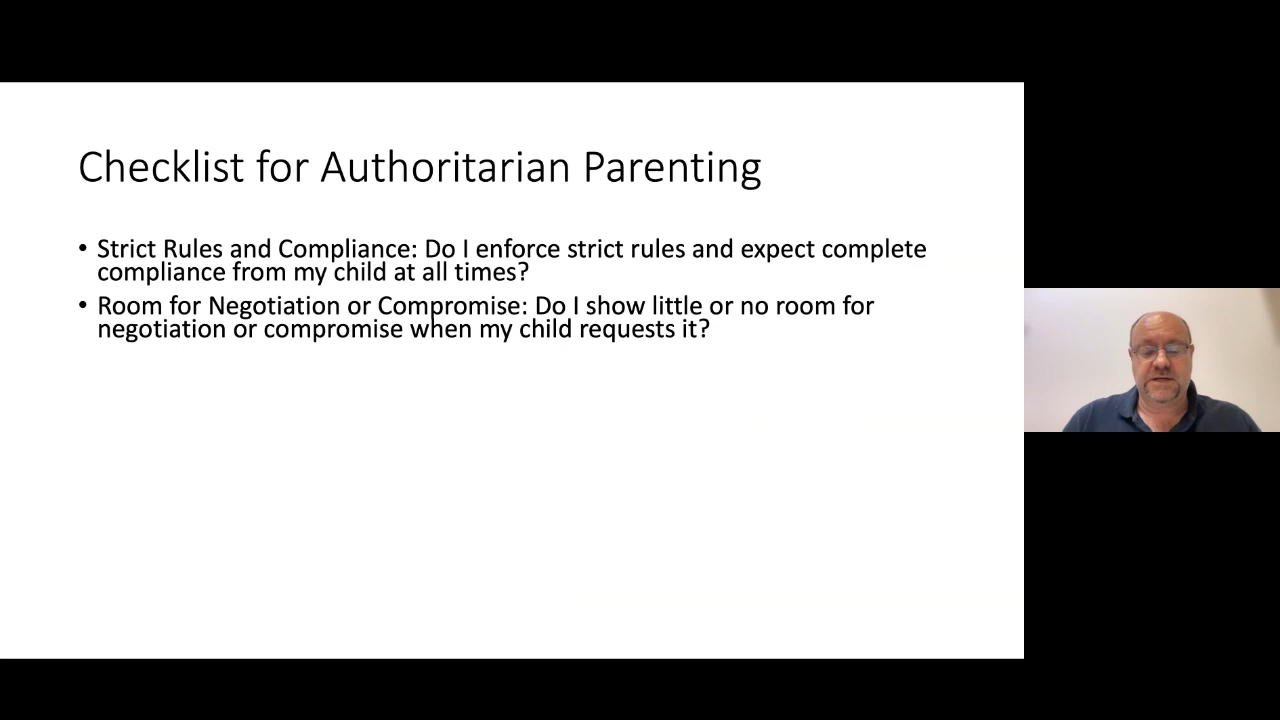 Checklist for Authoritarian Parenting
• Strict Rules and Compliance: Do I enforce strict rules and expect complete
compliance from my child at all times?
• Room for Negotiation or Compromise: Do I show little or no room for
negotiation or compromise when my child requests it?